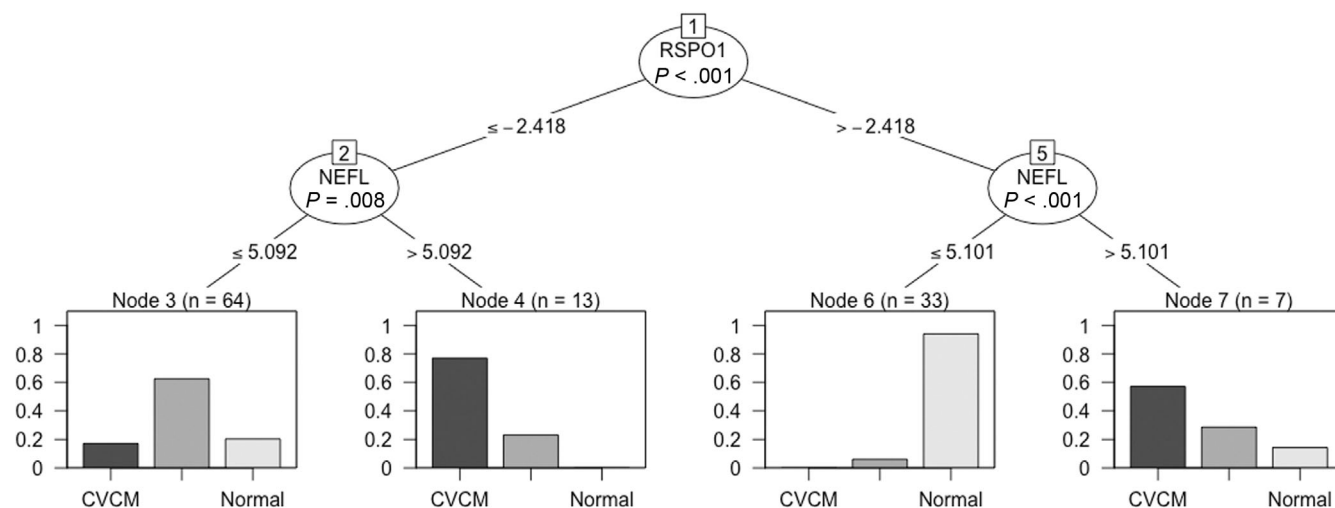 1
RSPO1
P < .001
≤ −2.418
> −2.418
2
NEFL
P = .008
5
NEFL
P < .001
≤ 5.092
> 5.092
≤ 5.101
> 5.101
Node 3 (n = 64)
Node 4 (n = 13)
Node 6 (n = 33)
Node 7 (n = 7)
1
0.8
0.6
0.4
0.2
0
CVCM
Normal
1
0.8
0.6
0.4
0.2
0
CVCM
Normal
1
0.8
0.6
0.4
0.2
0
CVCM
Normal
1
0.8
0.6
0.4
0.2
0
CVCM
Normal